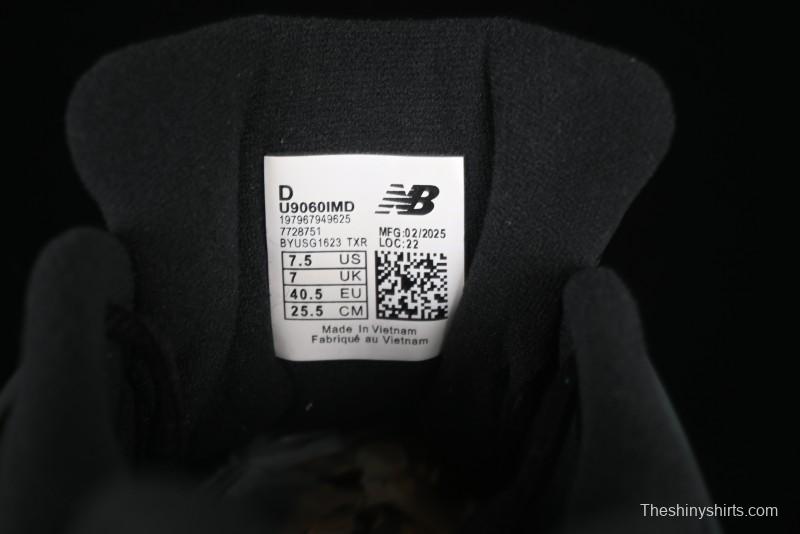 D
U9060IMD
197967949625
7728751
BYUSG1623 TXR
NB
MFG:02/2025
LOC:22
7.5 US
7 UK
40.5 EU
25.5 CM
Made In Vietnam
Fabriqué au Vietnam
Theshinyshirts.com